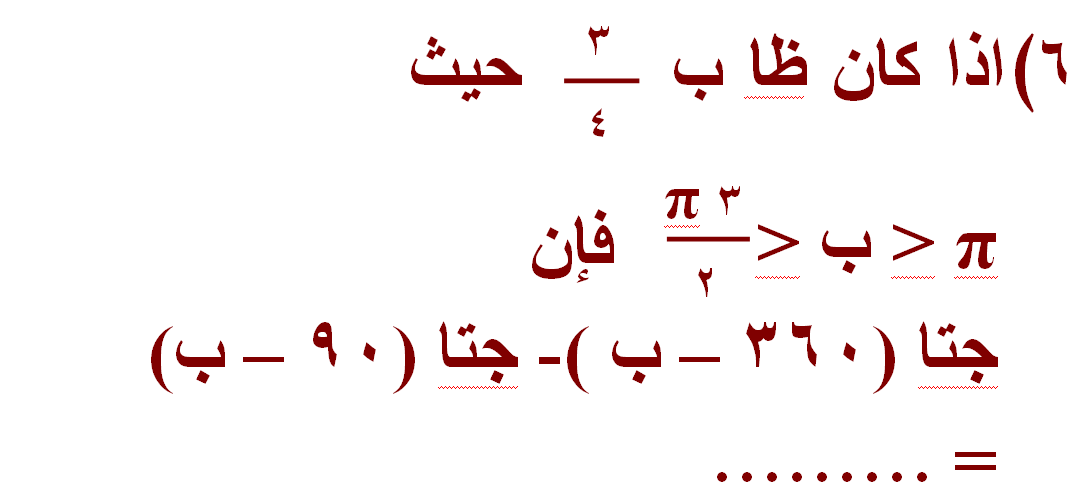 ٦) اذا كان ظا ب ٣/٤ حيث
π > ب > ٣π/٢ فإن
جتا (٣٦٠ – ب )- جتا (٩٠ – ب)
= .........